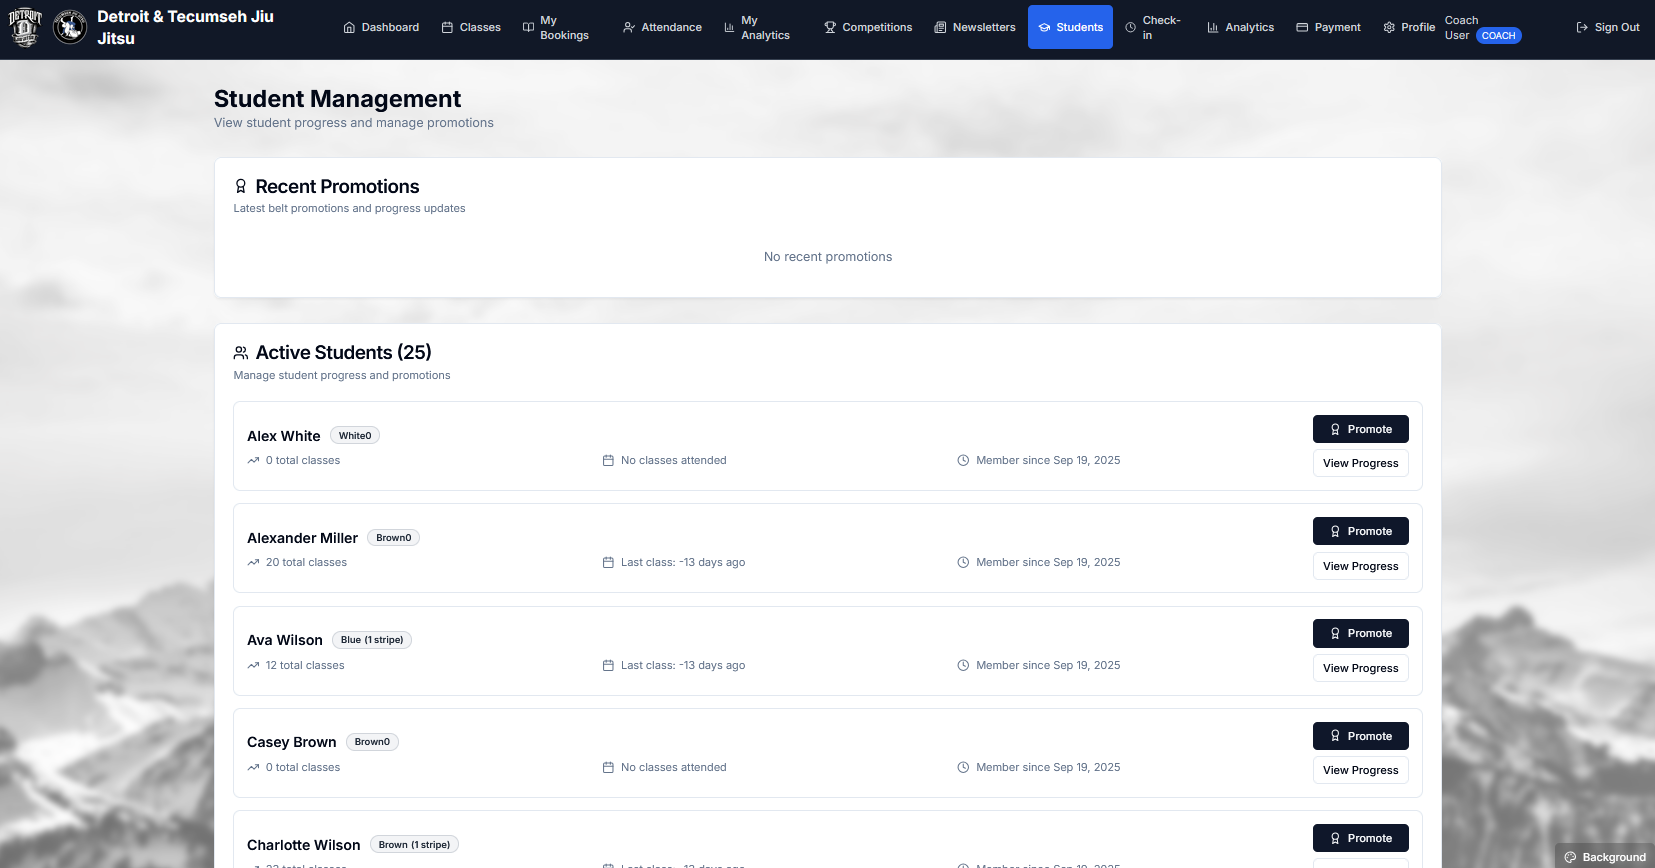 DETROIT
Detroit & Tecumseh Jiu
Jitsu
Dashboard
Classes
My
Bookings
Attendance
My
Analytics
Competitions
Newsletters
Students
Check-
in
Analytics
Payment
Profile
Coach
User COACH
Sign Out
Student Management
View student progress and manage promotions
Recent Promotions
Latest belt promotions and progress updates
No recent promotions
Active Students (25)
Manage student progress and promotions
Alex White White0
0 total classes
No classes attended
Member since Sep 19, 2025
Promote
View Progress
Alexander Miller Brown0
20 total classes
Last class: -13 days ago
Member since Sep 19, 2025
Promote
View Progress
Ava Wilson Blue (1 stripe)
12 total classes
Last class: -13 days ago
Member since Sep 19, 2025
Promote
View Progress
Casey Brown Brown0
0 total classes
No classes attended
Member since Sep 19, 2025
Promote
View Progress
Charlotte Wilson Brown (1 stripe)
Promote
Background